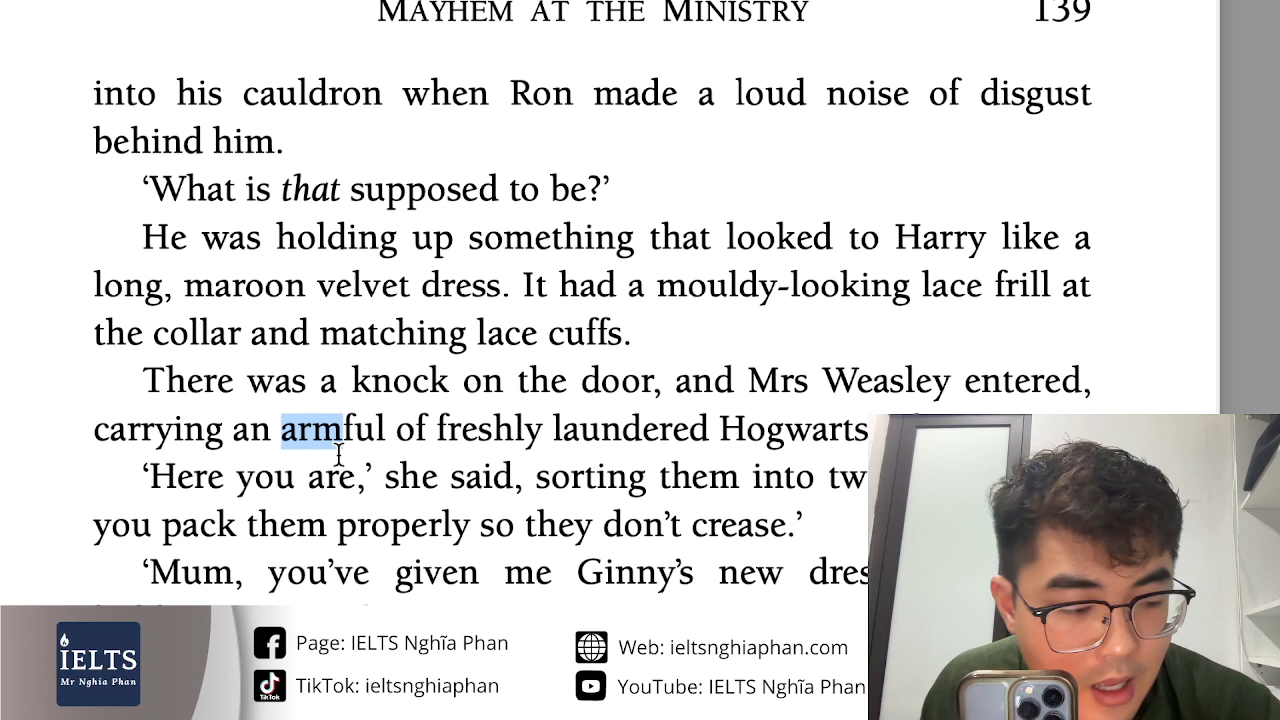 MAYHEM AT THE MINISTRY 139
into his cauldron when Ron made a loud noise of disgust
behind him.
‘What is that supposed to be?’
He was holding up something that looked to Harry like a
long, maroon velvet dress. It had a mouldy-looking lace frill at
the collar and matching lace cuffs.
There was a knock on the door, and Mrs Weasley entered,
carrying an armful of freshly laundered Hogwarts
‘Here you are,’ she said, sorting them into tw
you pack them properly so they don’t crease.’
‘Mum, you’ve given me Ginny’s new dres
IELTS
Mr Nghia Phan
Page: IELTS Nghĩa Phan
TikTok: ieltsnghiaphan
Web: ieltsnghiaphan.com
YouTube: IELTS Nghĩa Phan
TikTok